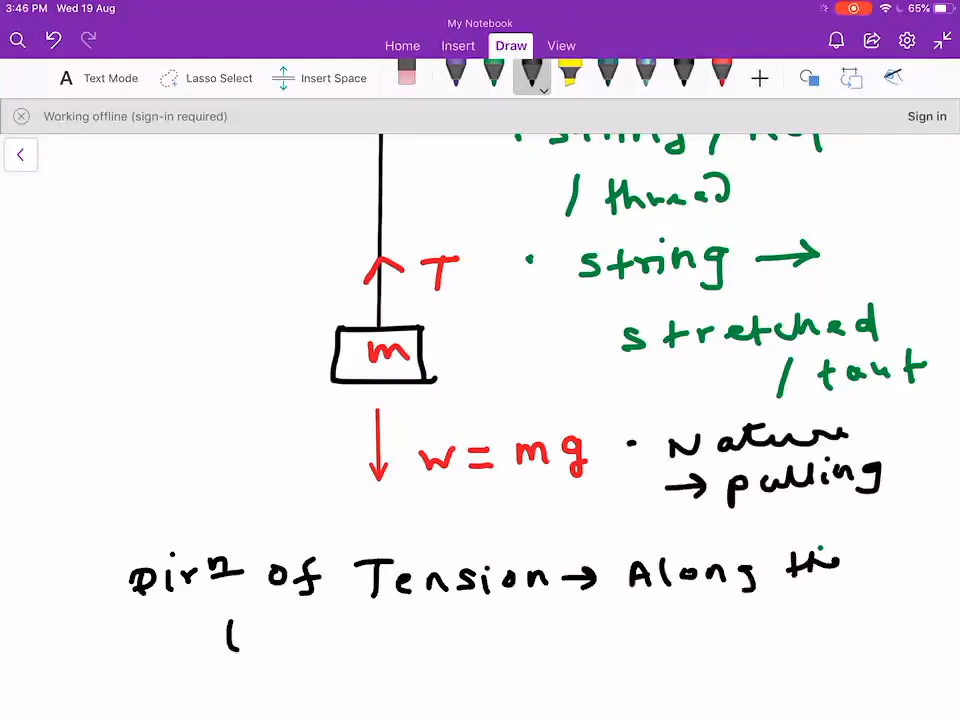 3:46 PM Wed 19 Aug
65%
My Notebook
Home Insert Draw View
A Text Mode Lasso Select Insert Space
Working offline (sign-in required) Sign in
string /
/ thread
T
· string →
m
stretched
/ taut
w = mg
· Nature
→ pulling
Dirn of Tension → Along the
(